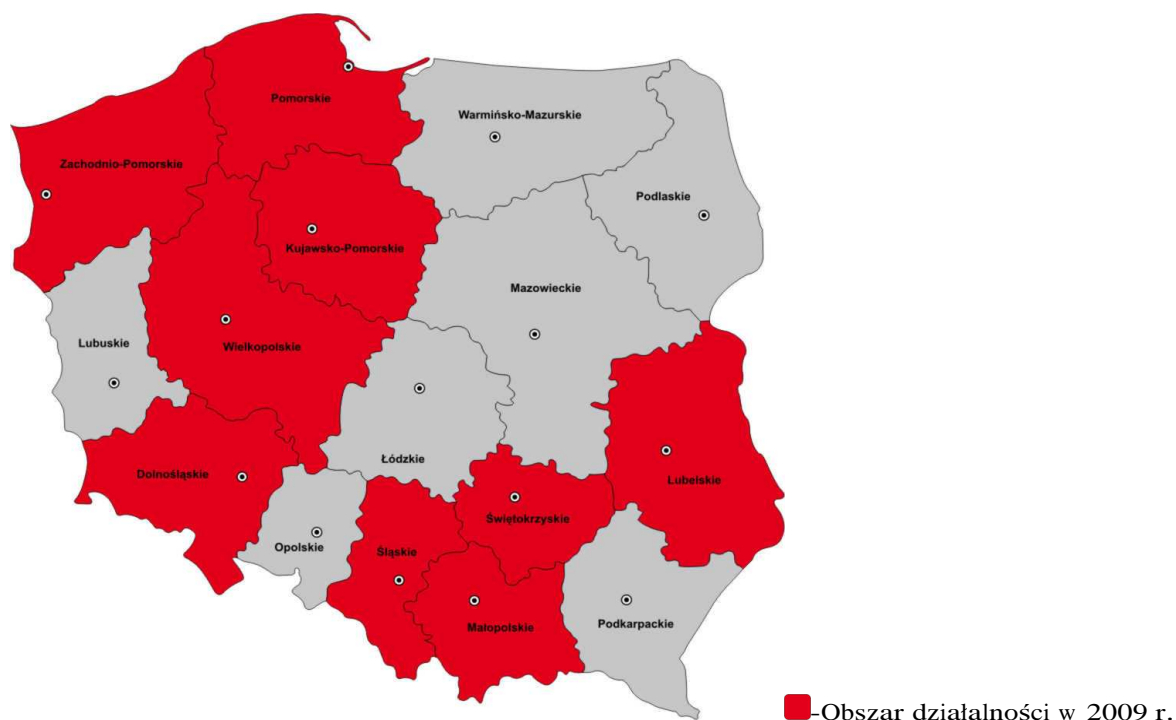 Pomorskie
Warmińsko-Mazurskie
Zachodnio-Pomorskie
Podlaskie
Kujawsko-Pomorskie
Mazowieckie
Lubuskie
Wielkopolskie
Łódzkie
Dolnośląskie
Lubelskie
Świętokrzyskie
Opolskie
Śląskie
Małopolskie
Podkarpackie
-Obszar działalności w 2009 r.